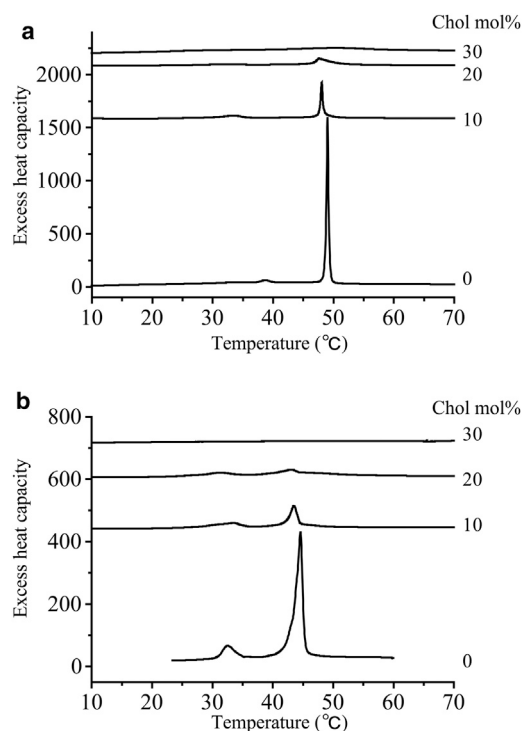 a
Chol mol%
30
20
10
0
2000
1500
1000
500
0
Excess heat capacity
10 20 30 40 50 60 70
Temperature (℃)
b
Chol mol%
30
20
10
0
800
600
400
200
0
Excess heat capacity
10 20 30 40 50 60 70
Temperature (℃)